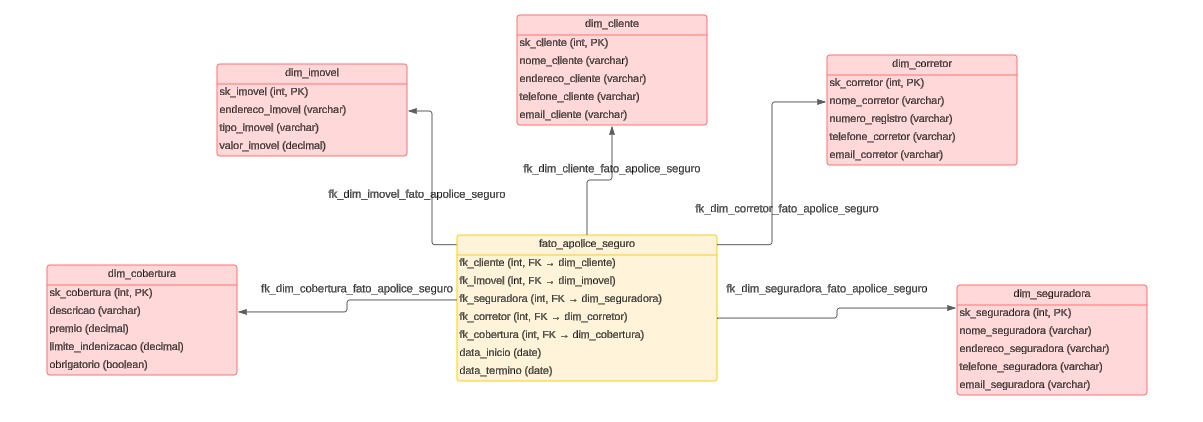 dim_cliente
sk_cliente (int, PK)
nome_cliente (varchar)
endereco_cliente (varchar)
telefone_cliente (varchar)
email_cliente (varchar)
dim_imovel
sk_imovel (int, PK)
endereco_imovel (varchar)
tipo_imovel (varchar)
valor_imovel (decimal)
dim_corretor
sk_corretor (int, PK)
nome_corretor (varchar)
numero_registro (varchar)
telefone_corretor (varchar)
email_corretor (varchar)
fk_dim_cliente_fato_apolice_seguro
fk_dim_imovel_fato_apolice_seguro
fk_dim_corretor_fato_apolice_seguro
fato_apolice_seguro
fk_cliente (int, FK → dim_cliente)
fk_imovel (int, FK → dim_imovel)
fk_seguradora (int, FK → dim_seguradora)
fk_corretor (int, FK → dim_corretor)
fk_cobertura (int, FK → dim_cobertura)
data_inicio (date)
data_termino (date)
dim_cobertura
sk_cobertura (int, PK)
descricao (varchar)
premio (decimal)
limite_indenizacao (decimal)
obrigatorio (boolean)
fk_dim_cobertura_fato_apolice_seguro
fk_dim_seguradora_fato_apolice_seguro
dim_seguradora
sk_seguradora (int, PK)
nome_seguradora (varchar)
endereco_seguradora (varchar)
telefone_seguradora (varchar)
email_seguradora (varchar)